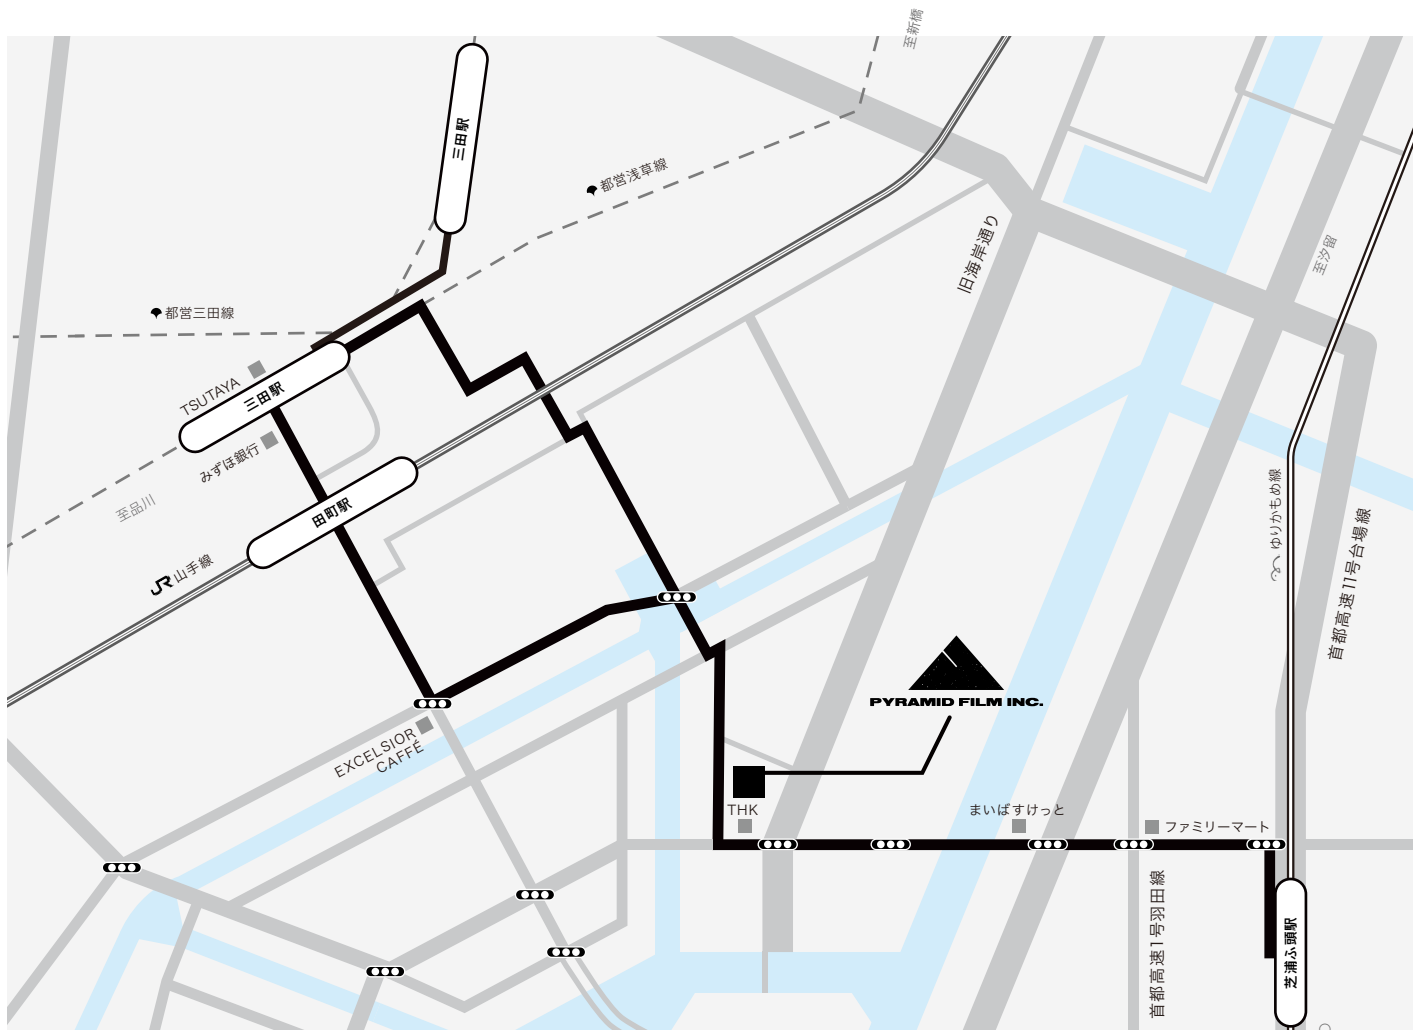 至新橋
三田駅
都営浅草線
旧海岸通り
至汐留
都営三田線
TSUTAYA
三田駅
みずほ銀行
至品川
田町駅
JR山手線
ゆりかもめ線
首都高速11号台場線
PYRAMID FILM INC.
EXCELSIOR
CAFFÉ
THK
まいばすけっと
ファミリーマート
首都高速1号羽田線
芝浦ふ頭駅